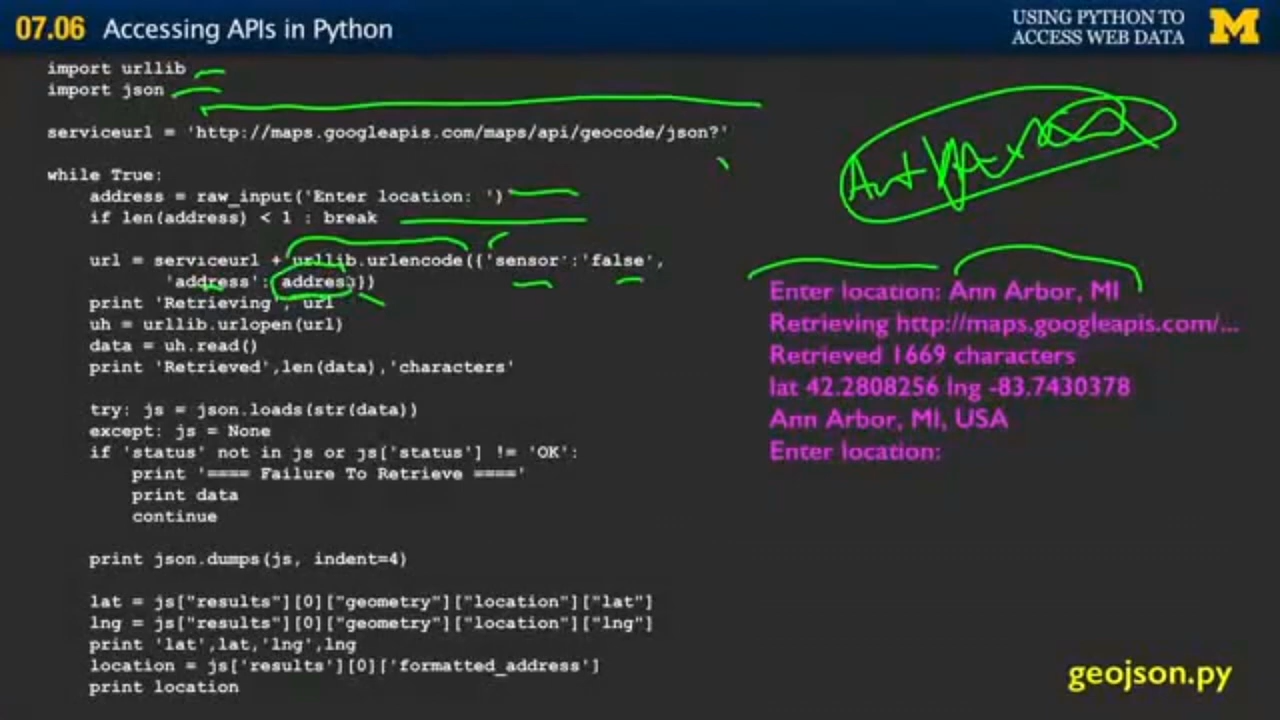 07.06 Accessing APIs in Python
USING PYTHON TO
ACCESS WEB DATA
M
import urllib
import json
serviceurl = 'http://maps.googleapis.com/maps/api/geocode/json?'
while True:
address = raw_input('Enter location: ')
if len(address) < 1 : break
url = serviceurl + urllib.urlencode({'sensor':'false',
'address': address})
print 'Retrieving', url
uh = urllib.urlopen(url)
data = uh.read()
print 'Retrieved',len(data),'characters'
try: js = json.loads(str(data))
except: js = None
if 'status' not in js or js['status'] != 'OK':
print '==== Failure To Retrieve ===='
print data
continue
print json.dumps(js, indent=4)
lat = js["results"][0]["geometry"]["location"]["lat"]
lng = js["results"][0]["geometry"]["location"]["lng"]
print 'lat',lat,'lng',lng
location = js['results'][0]['formatted_address']
print location
Enter location: Ann Arbor, MI
Retrieving http://maps.googleapis.com/...
Retrieved 1669 characters
lat 42.2808256 lng -83.7430378
Ann Arbor, MI, USA
Enter location:
geojson.py